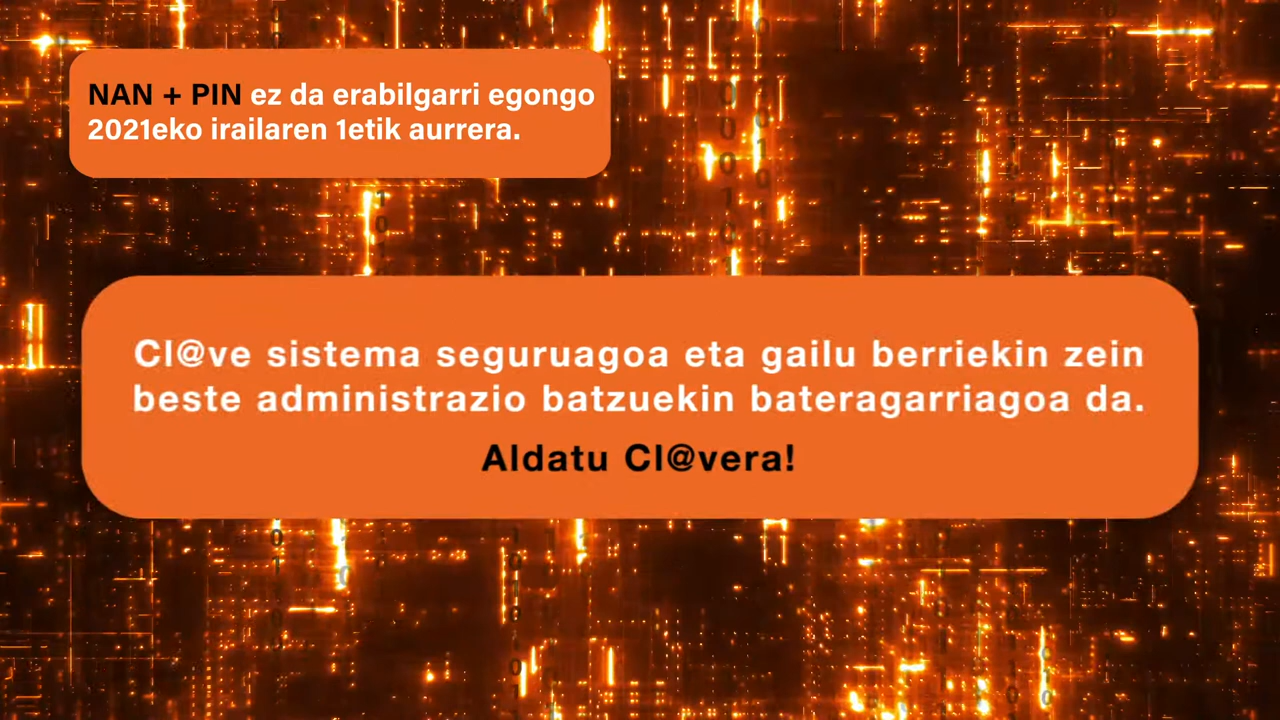 NAN + PIN ez da erabilgarri egongo
2021eko irailaren 1etik aurrera.
Cl@ve sistema seguruagoa eta gailu berriekin zein
beste administrazio batzuekin bateragarriagoa da.
Aldatu Cl@vera!